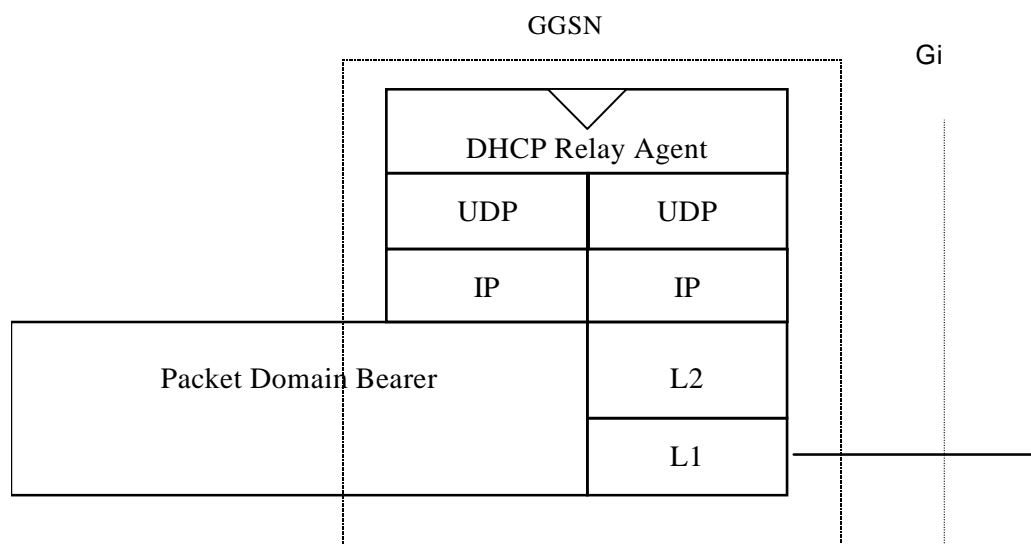 GGSN
Gi
DHCP Relay Agent
UDP UDP
IP IP
Packet Domain Bearer L2
L1